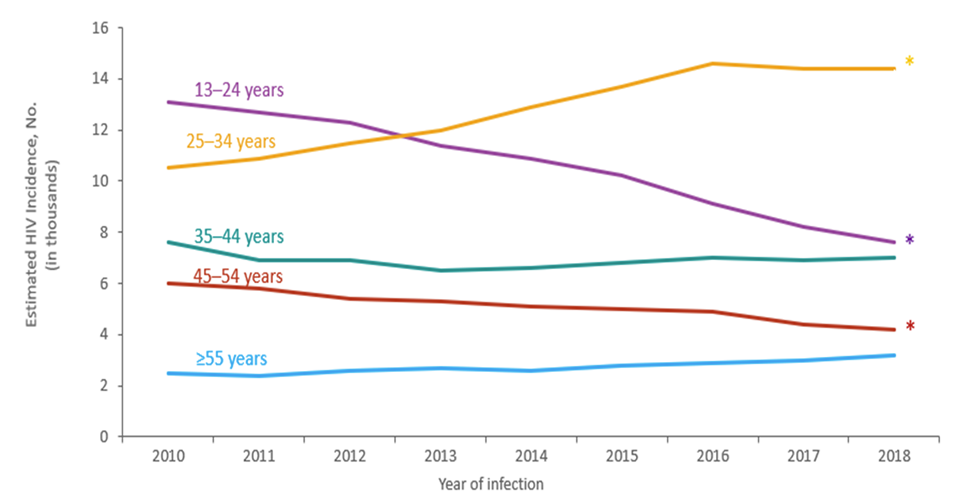 16
14
12
10
8
6
4
2
0
Estimated HIV Incidence, No.
(in thousands)
13–24 years
25–34 years
35–44 years
45–54 years
≥55 years
*
*
*
2010 2011 2012 2013 2014 2015 2016 2017 2018
Year of infection